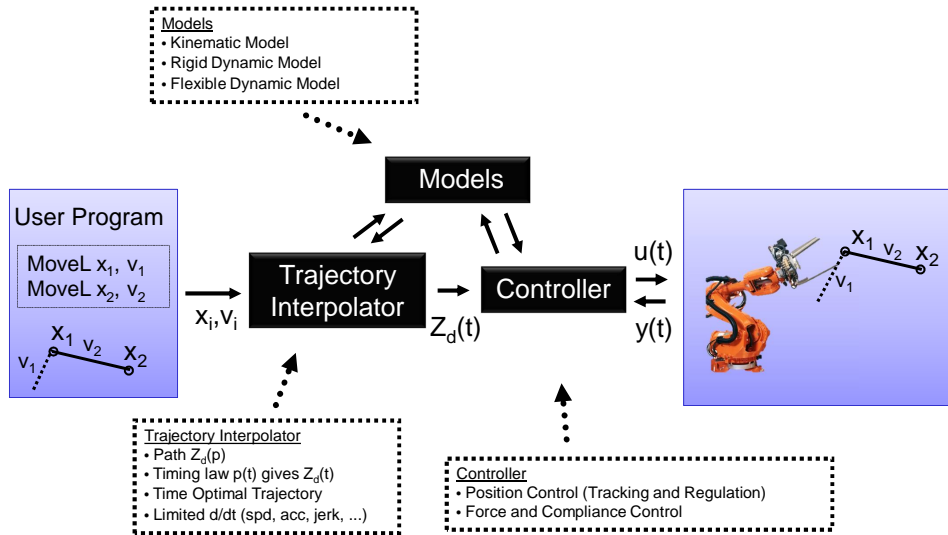 Models
• Kinematic Model
• Rigid Dynamic Model
• Flexible Dynamic Model
Models
User Program
MoveL x1, v1
MoveL x2, v2
x1
v2
x2
v1
xi,vi
Trajectory
Interpolator
Zd(t)
Controller
u(t)
y(t)
x1
v2
x2
v1
Trajectory Interpolator
• Path Zd(p)
• Timing law p(t) gives Zd(t)
• Time Optimal Trajectory
• Limited d/dt (spd, acc, jerk, ...)
Controller
• Position Control (Tracking and Regulation)
• Force and Compliance Control